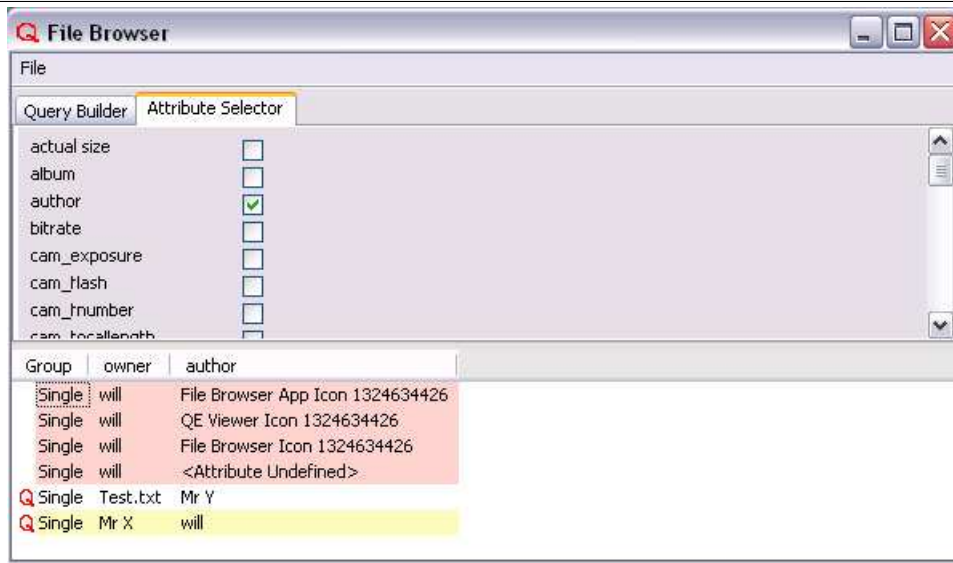 File Browser
File
Query Builder Attribute Selector
actual size
album
author
bitrate
cam_exposure
cam_flash
cam_fnumber
cam_focallength
Group owner author
Single will File Browser App Icon 1324634426
Single will QE Viewer Icon 1324634426
Single will File Browser Icon 1324634426
Single will <Attribute Undefined>
Single Test.txt Mr Y
Single Mr X will